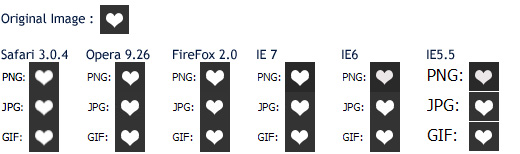 Original Image :
Safari 3.0.4 Opera 9.26 FireFox 2.0 IE 7 IE6 IE5.5
PNG: PNG: PNG: PNG: PNG: PNG:
JPG: JPG: JPG: JPG: JPG: JPG:
GIF: GIF: GIF: GIF: GIF: GIF: